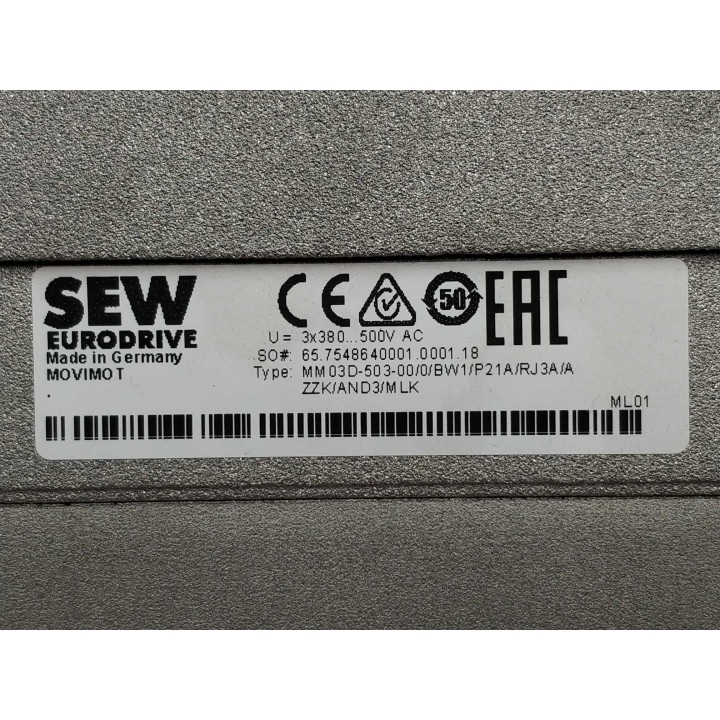 SEW
EURODRIVE
Made in Germany
MOVIMOT
.
CE 50 EAC
U= 3x380...500V AC
SO#: 65.7548640001.0001.18
Type: MM03D-503-00/0/BW1/P21A/RJ3A/A
ZZK/AND3/MLK
ML01